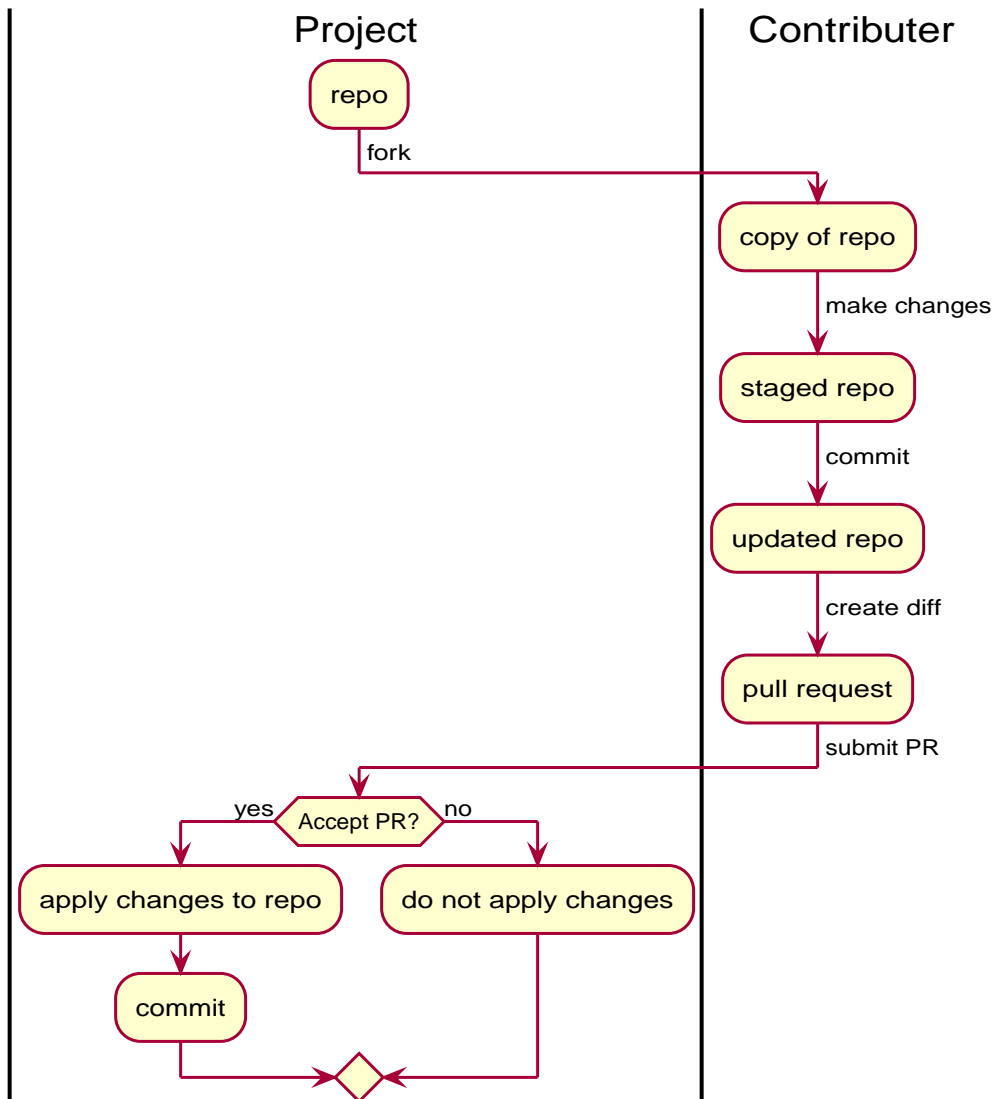 Project
Contributer
repo
fork
copy of repo
make changes
staged repo
commit
updated repo
create diff
pull request
submit PR
yes
Accept PR?
no
apply changes to repo
do not apply changes
commit